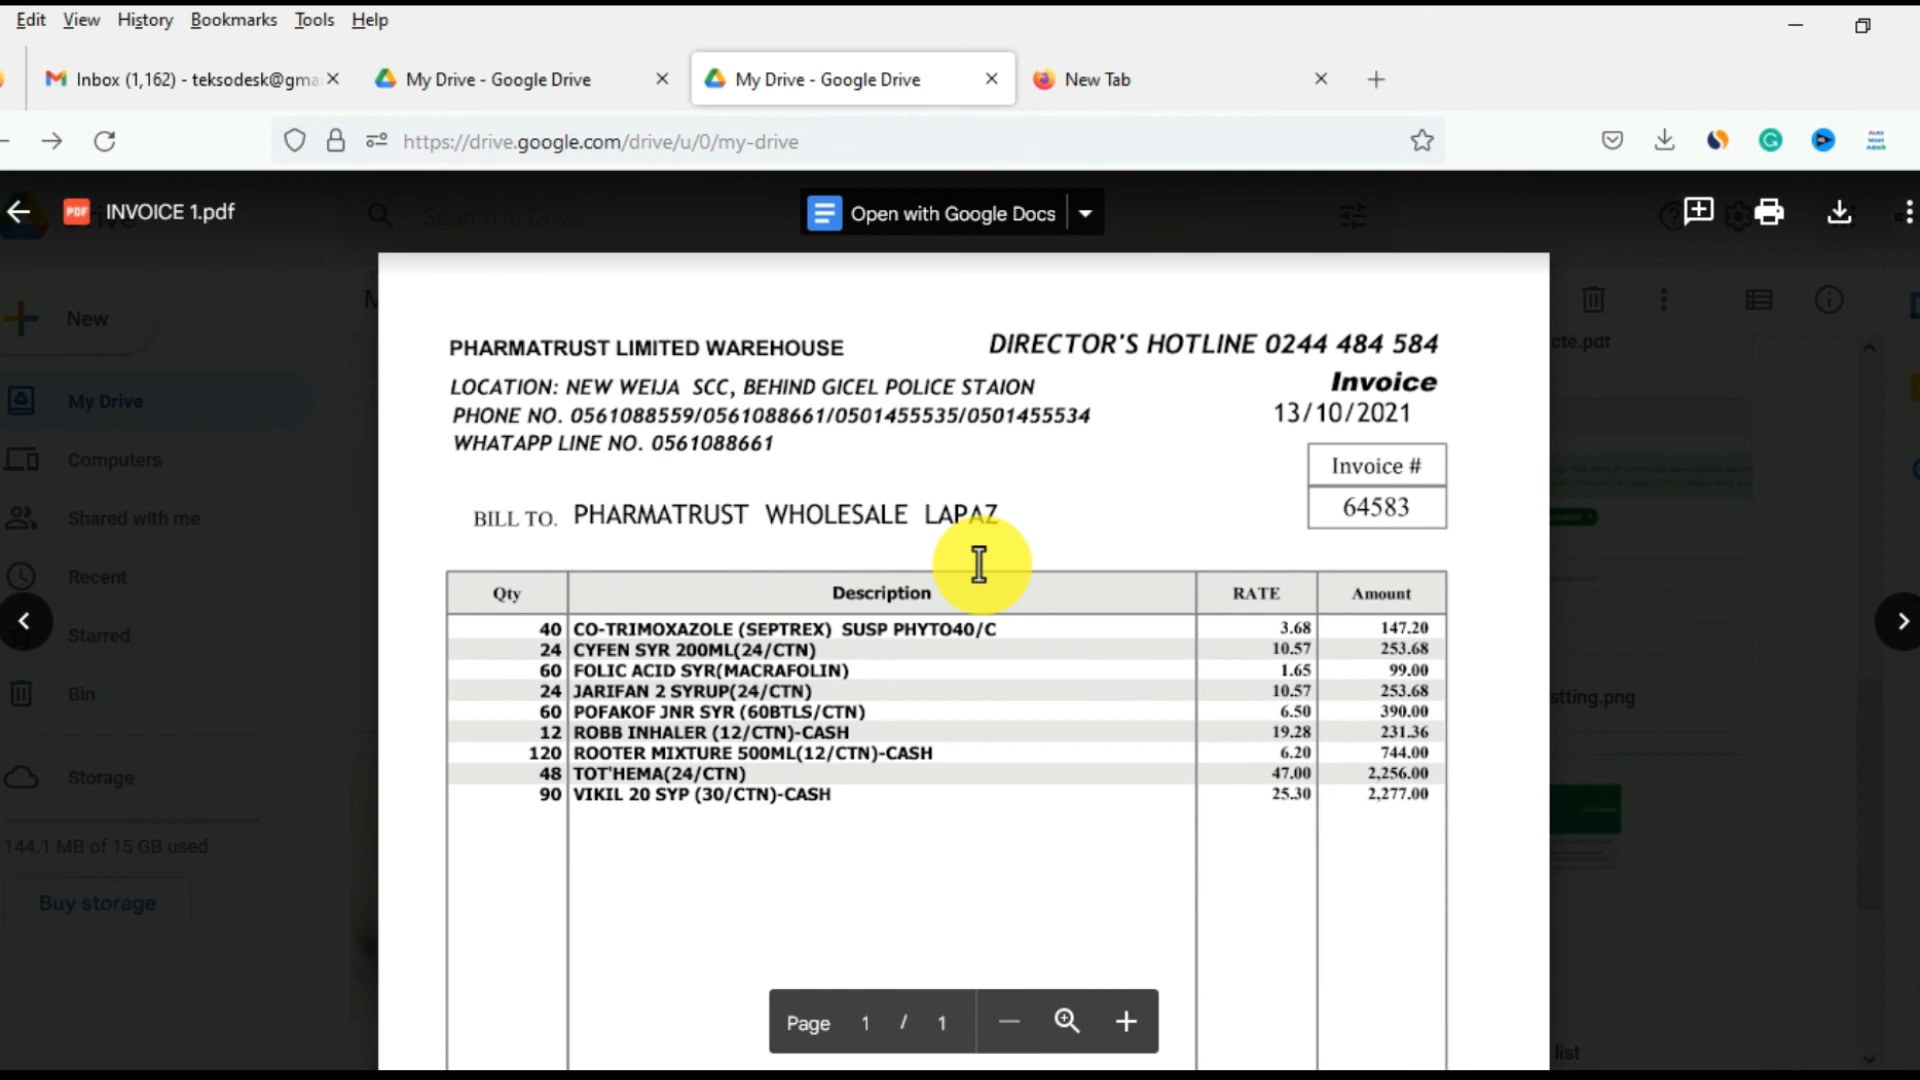 Edit View History Bookmarks Tools Help
Inbox (1,162) - teksodesk@gma
My Drive - Google Drive
My Drive - Google Drive
New Tab
https://drive.google.com/drive/u/0/my-drive
PDF INVOICE 1.pdf
Search in Drive
Open with Google Docs
New
My Drive
Computers
Shared with me
Recent
Starred
Bin
Storage
144.1 MB of 15 GB used
Buy storage
PHARMATRUST LIMITED WAREHOUSE
DIRECTOR'S HOTLINE 0244 484 584
LOCATION: NEW WEIJA SCC, BEHIND GICEL POLICE STAION
Invoice
PHONE NO. 0561088559/0561088661/0501455535/0501455534
13/10/2021
WHATAPP LINE NO. 0561088661
Invoice #
64583
BILL TO. PHARMATRUST WHOLESALE LAPAZ
Qty Description RATE Amount
40 CO-TRIMOXAZOLE (SEPTREX) SUSP PHYTO40/C 3.68 147.20
24 CYFEN SYR 200ML(24/CTN) 10.57 253.68
60 FOLIC ACID SYR(MACRAFOLIN) 1.65 99.00
24 JARIFAN 2 SYRUP(24/CTN) 10.57 253.68
60 POFAKOF JNR SYR (60BTLS/CTN) 6.50 390.00
12 ROBB INHALER (12/CTN)-CASH 19.28 231.36
120 ROOTER MIXTURE 500ML(12/CTN)-CASH 6.20 744.00
48 TOT'HEMA(24/CTN) 47.00 2,256.00
90 VIKIL 20 SYP (30/CTN)-CASH 25.30 2,277.00
cte.pdf
stting.png
list
Page 1 / 1